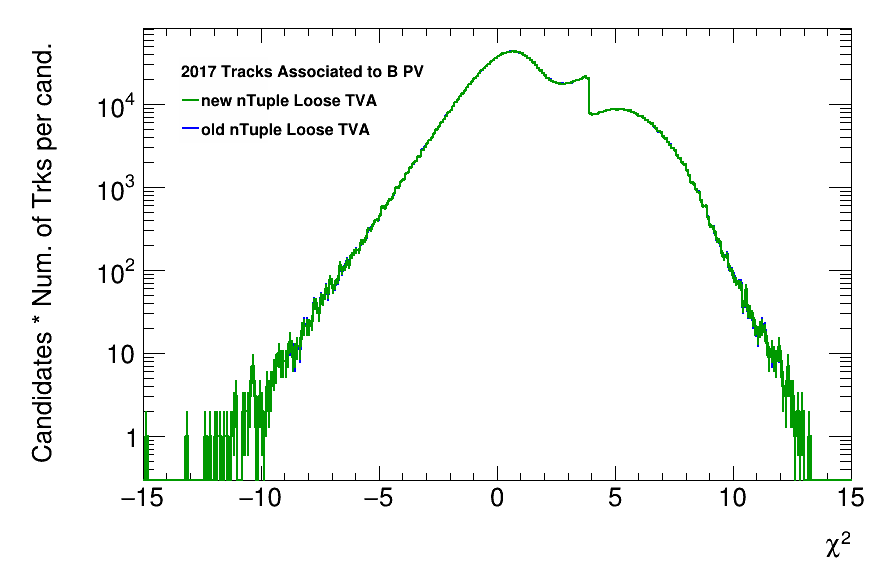 Candidates * Num. of Trks per cand.
2017 Tracks Associated to B PV
new nTuple Loose TVA
old nTuple Loose TVA
10⁴
10³
10²
10
1
−15 −10 −5 0 5 10 15
χ²